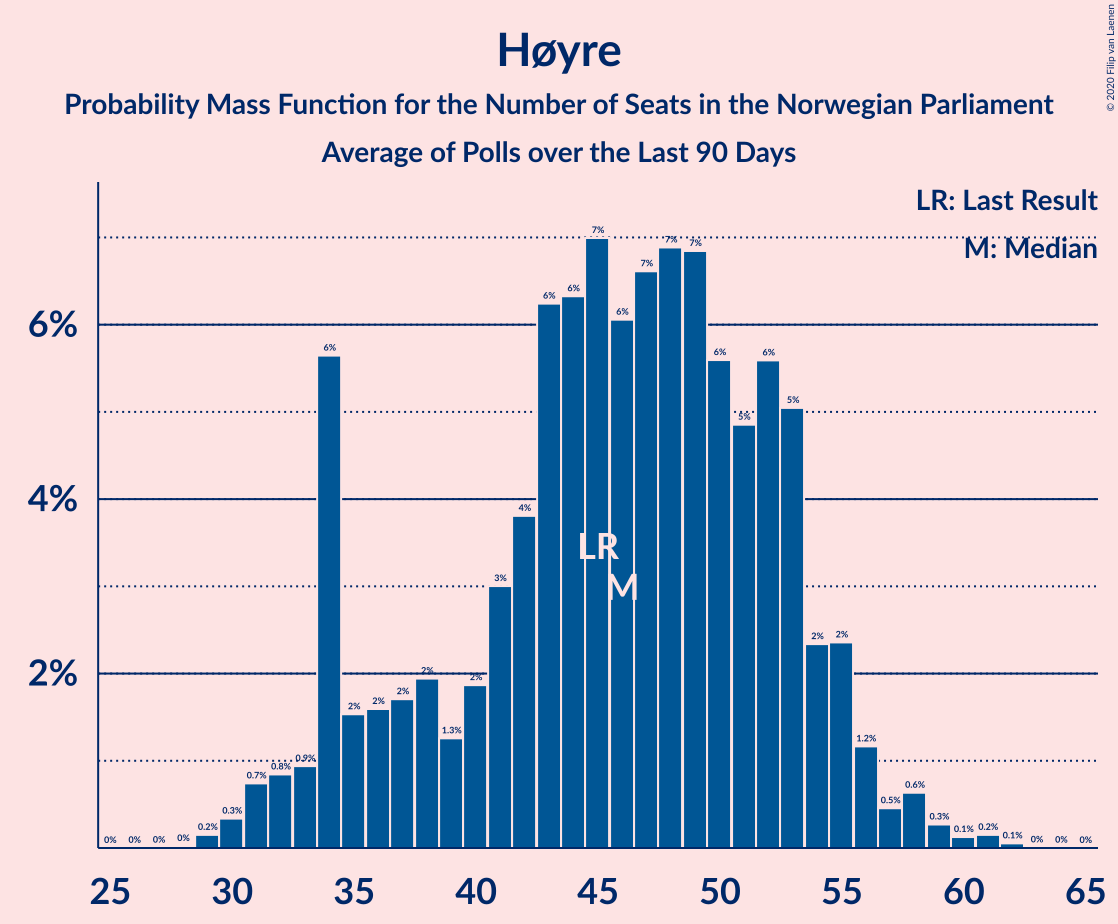 Høyre
Probability Mass Function for the Number of Seats in the Norwegian Parliament
Average of Polls over the Last 90 Days
© 2020 Filip van Laenen
LR: Last Result
M: Median
6%
4%
2%
0% 0% 0% 0% 0.2% 0.3% 0.7% 0.8% 0.9% 6% 2% 2% 2% 2% 1.3% 2% 3% 4% 6% 6% 7% 6% 7% 7% 7% 6% 5% 6% 5% 2% 2% 1.2% 0.5% 0.6% 0.3% 0.1% 0.2% 0.1% 0% 0% 0%
LR
M
25 30 35 40 45 50 55 60 65